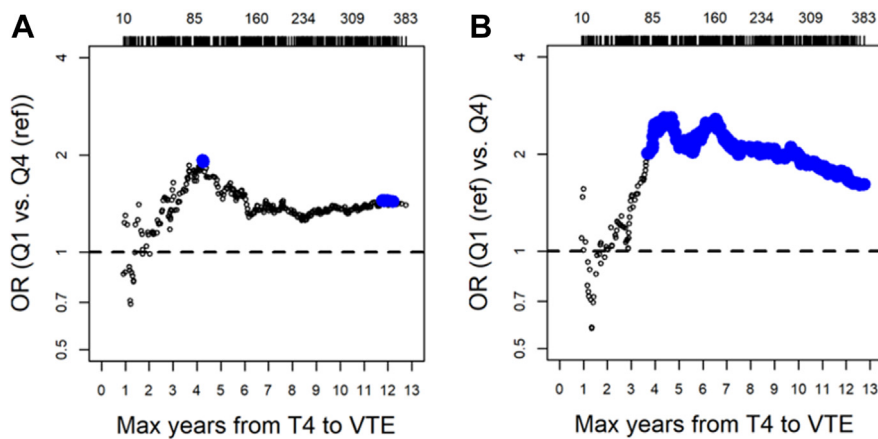 A
10 85 160 234 309 383
OR (Q1 vs. Q4 (ref))
4
2
1
0.7
0.5
0 1 2 3 4 5 6 7 8 9 10 11 12 13
Max years from T4 to VTE
B
10 85 160 234 309 383
OR (Q1 (ref) vs. Q4)
4
2
1
0.7
0.5
0 1 2 3 4 5 6 7 8 9 10 11 12 13
Max years from T4 to VTE